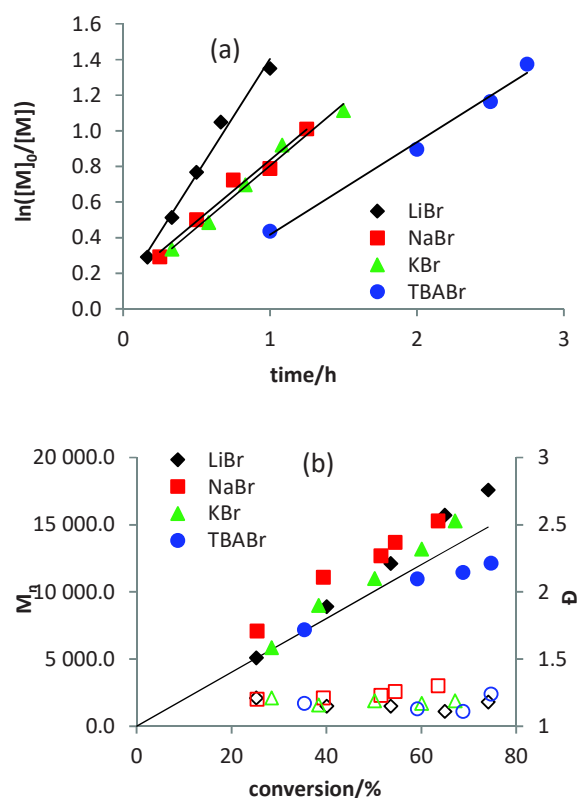 (a)
ln([M]₀/[M])
1.6
1.4
1.2
1.0
0.8
0.6
0.4
0.2
0.0
0
1
2
3
time/h
LiBr
NaBr
KBr
TBABr
(b)
LiBr
NaBr
KBr
TBABr
Mₙ
20 000.0
15 000.0
10 000.0
5 000.0
0.0
3
2.5
2
1.5
1
Đ
0
20
40
60
80
conversion/%